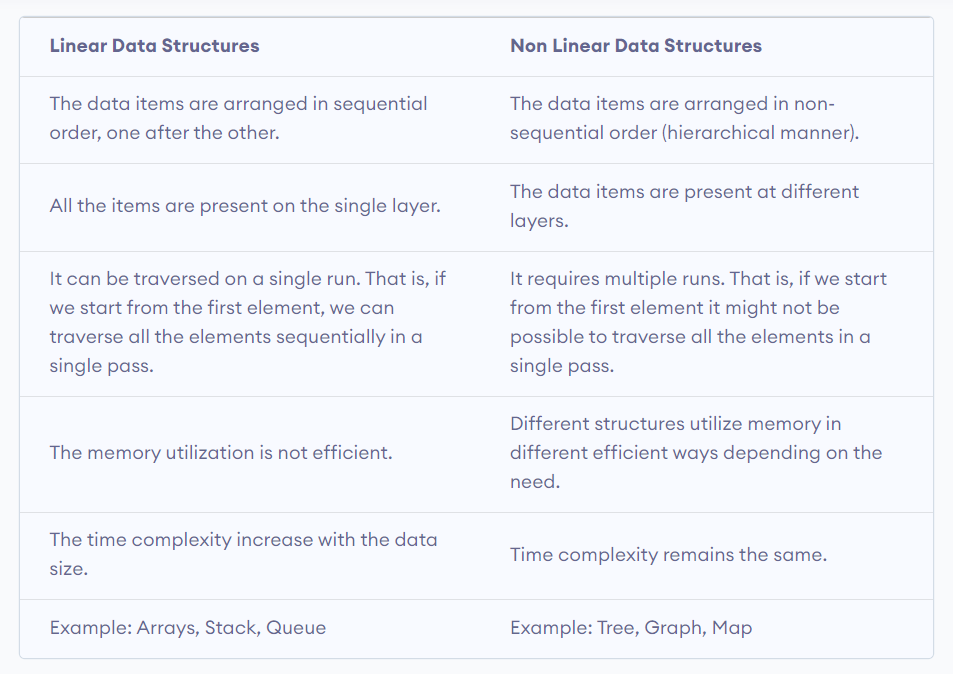 Linear Data Structures
Non Linear Data Structures
The data items are arranged in sequential
order, one after the other.
The data items are arranged in non-
sequential order (hierarchical manner).
All the items are present on the single layer.
The data items are present at different
layers.
It can be traversed on a single run. That is, if
we start from the first element, we can
traverse all the elements sequentially in a
single pass.
It requires multiple runs. That is, if we start
from the first element it might not be
possible to traverse all the elements in a
single pass.
The memory utilization is not efficient.
Different structures utilize memory in
different efficient ways depending on the
need.
The time complexity increase with the data
size.
Time complexity remains the same.
Example: Arrays, Stack, Queue
Example: Tree, Graph, Map